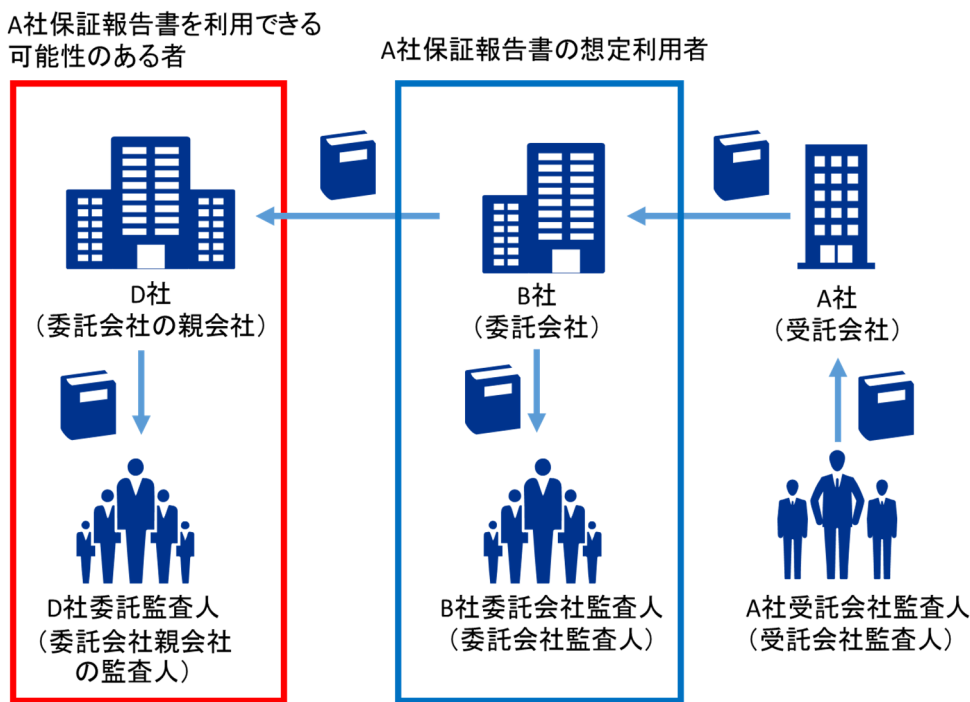 A社保証報告書を利用できる
可能性のある者
A社保証報告書の想定利用者
D社
（委託会社の親会社）
B社
（委託会社）
A社
（受託会社）
D社委託監査人
（委託会社親会社
の監査人）
B社委託会社監査人
（委託会社監査人）
A社受託会社監査人
（受託会社監査人）